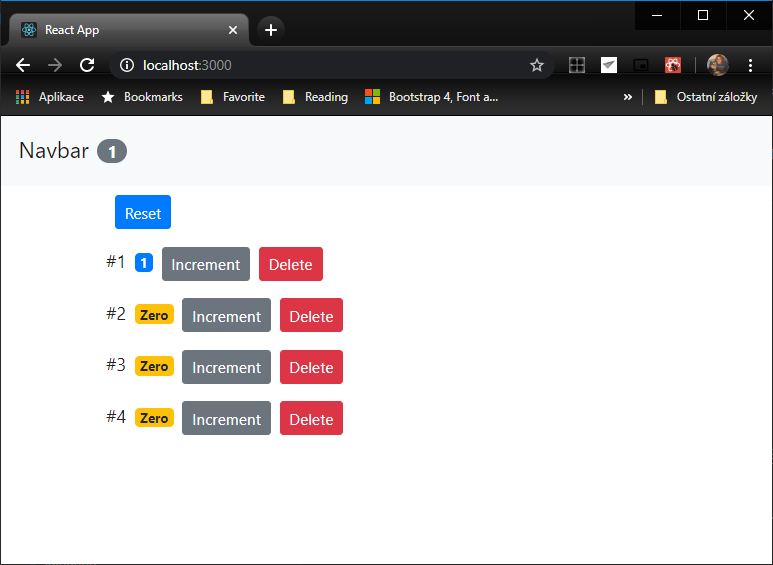 React App
localhost:3000
Aplikace Bookmarks Favorite Reading Bootstrap 4, Font a... » Ostatní záložky
Navbar 1
Reset
#1 1 Increment Delete
#2 Zero Increment Delete
#3 Zero Increment Delete
#4 Zero Increment Delete